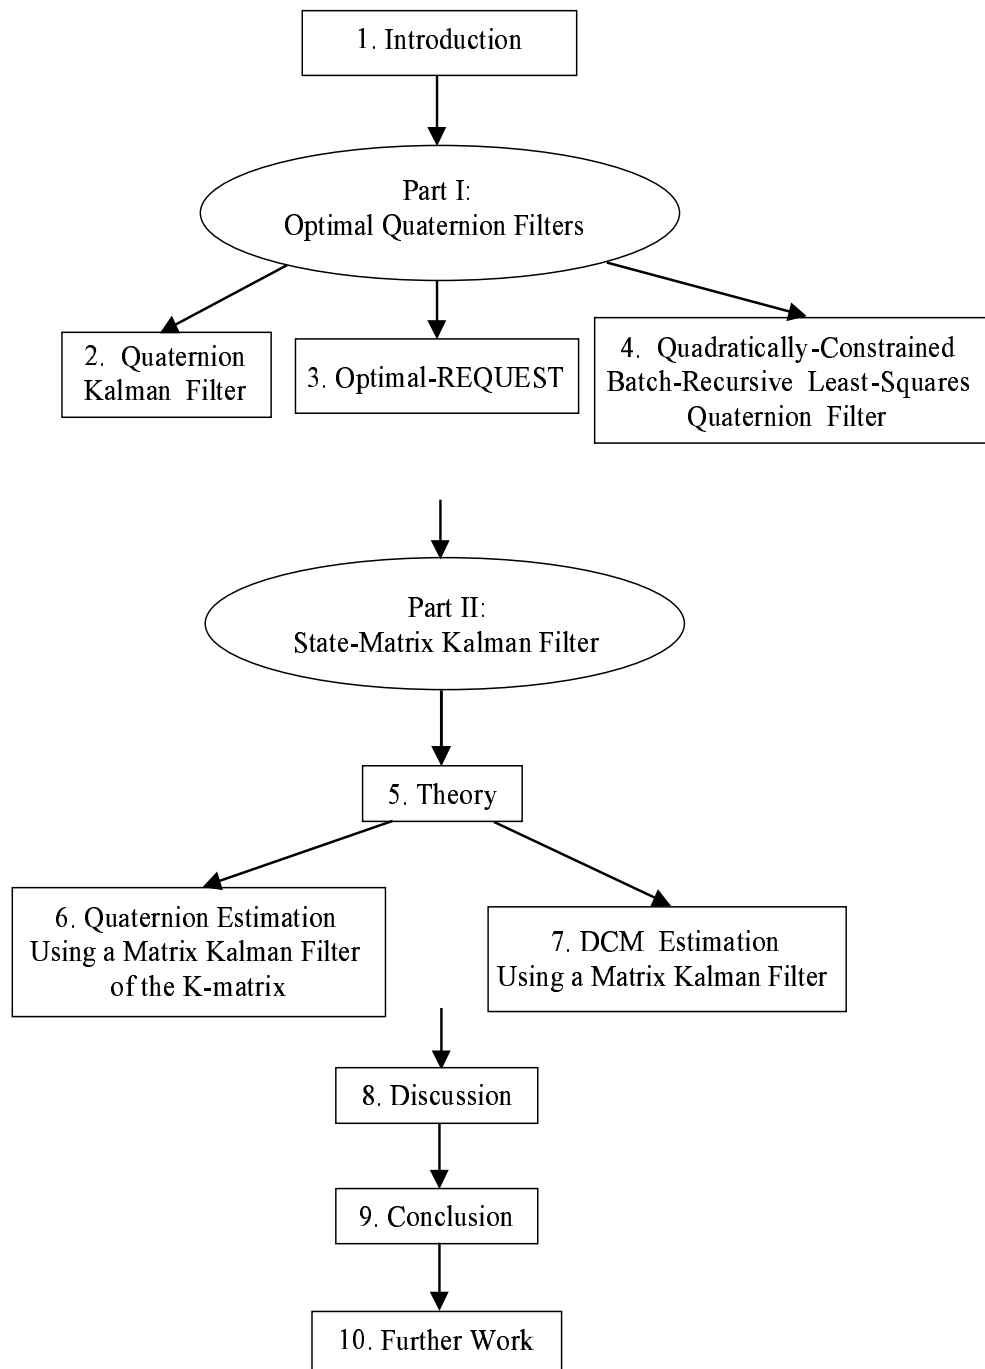 1. Introduction
Part I:
Optimal Quaternion Filters
2. Quaternion
Kalman Filter
3. Optimal-REQUEST
4. Quadratically-Constrained
Batch-Recursive Least-Squares
Quaternion Filter
Part II:
State-Matrix Kalman Filter
5. Theory
6. Quaternion Estimation
Using a Matrix Kalman Filter
of the K-matrix
7. DCM Estimation
Using a Matrix Kalman Filter
8. Discussion
9. Conclusion
10. Further Work